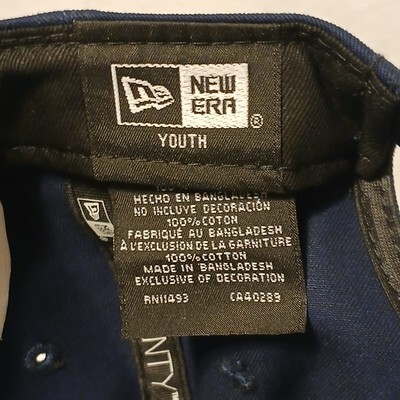 NEW
ERA
®
YOUTH
HECHO EN BANGLADESH
NO INCLUYE DECORACIÓN
100% COTON
FABRIQUÉ AU BANGLADESH
À L'EXCLUSION DE LA GARNITURE
100% COTTON
MADE IN BANGLADESH
EXCLUSIVE OF DECORATION
RN11493 CA40289